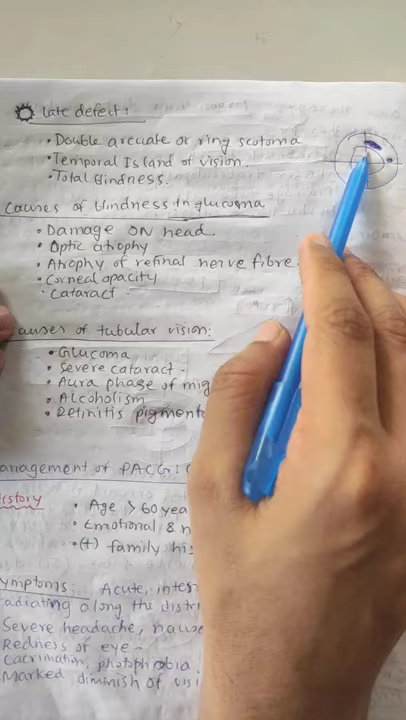 Late defect:
• Double arcuate or ring scotoma
• Temporal Island of vision.
• Total Blindness.
Causes of blindness in glucoma
• Damage ON head.
• Optic atrophy
• Atrophy of retinal nerve fibre.
• Corneal opacity
• Cataract
auses of tubular vision:
• Glucoma
• Severe cataract -
• Aura phase of mig
• Alcoholism
• Retinitis pigment
anagement of PACG:
istory
• Age > 60 yea
• Emotional & n
• (+) family his
ymptoms: Acute, inten
radiating along the distri
Severe headache, nause
Redness of eye-
Lacrimation, photophobia.
Marked diminish of visi